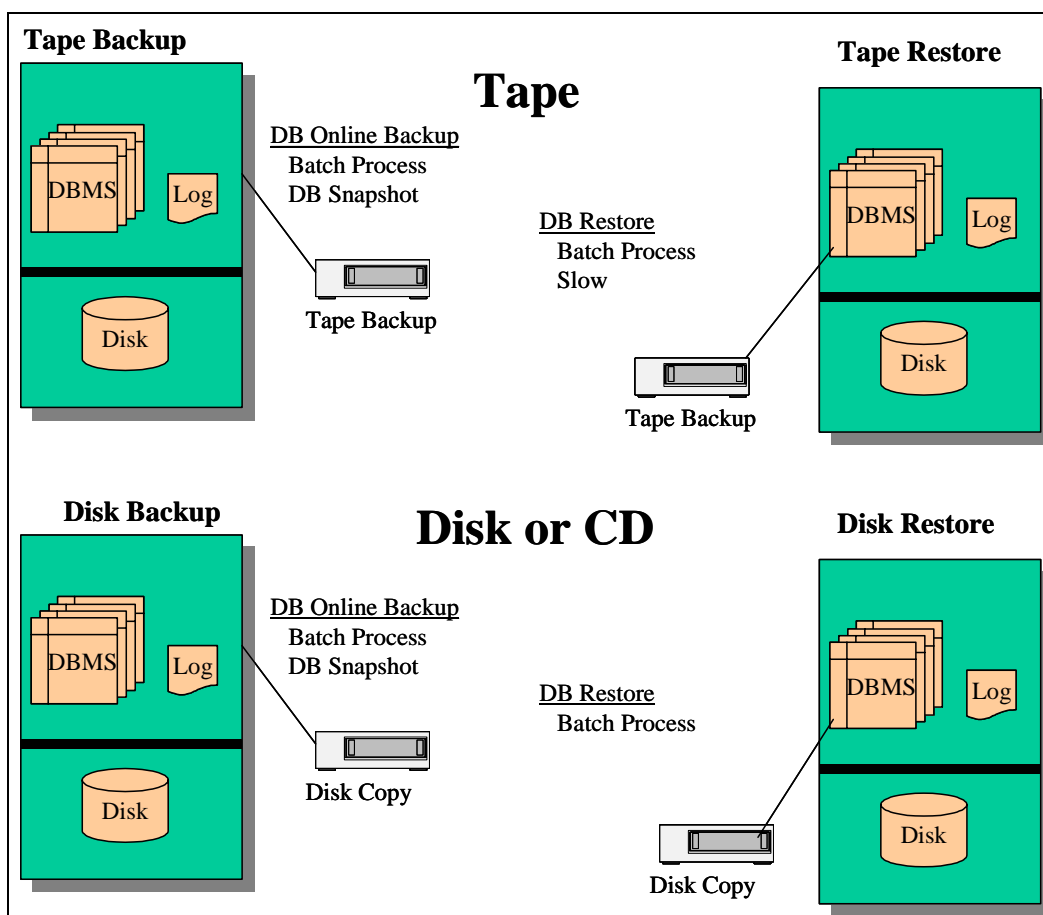 Tape Backup
Tape
Tape Restore
DBMS
Log
Disk
DB Online Backup
Batch Process
DB Snapshot
Tape Backup
DB Restore
Batch Process
Slow
Tape Backup
DBMS
Log
Disk
Disk Backup
Disk or CD
Disk Restore
DBMS
Log
Disk
DB Online Backup
Batch Process
DB Snapshot
Disk Copy
DB Restore
Batch Process
Disk Copy
DBMS
Log
Disk